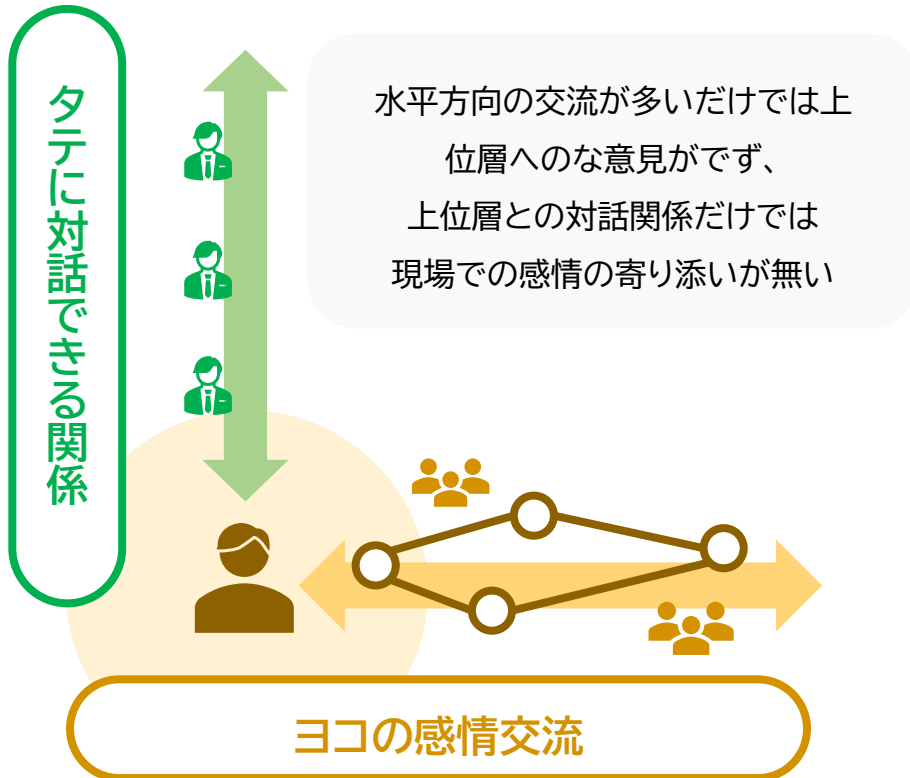 タテに対話できる関係
水平方向の交流が多いだけでは上
位層へのな意見がでず、
上位層との対話関係だけでは
現場での感情の寄り添いが無い
ヨコの感情交流